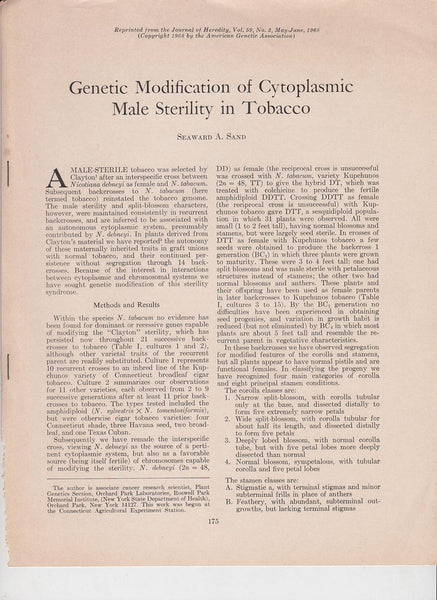 Reprinted from the Journal of Heredity, Vol. 59, No. 3, May-June, 1968
(Copyright 1968 by the American Genetic Association)
Genetic Modification of Cytoplasmic
Male Sterility in Tobacco
Seaward A. Sand
A MALE-STERILE tobacco was selected by
Clayton¹ after an interspecific cross between
Nicotiana debneyi as female and N. tabacum.
Subsequent backcrosses to N. tabacum (here
termed tobacco) reinstated the tobacco genome.
The male sterility and split-blossom characters,
however, were maintained consistently in recurrent
backcrosses, and are inferred to be associated with
an autonomous cytoplasmic system, presumably
contributed by N. debneyi. In plants derived from
Clayton's material we have reported the autonomy
of these maternally inherited traits in graft unions
with normal tobacco, and their continued per-
sistence without segregation through 14 back-
crosses. Because of the interest in interactions
between cytoplasmic and chromosomal systems we
have sought genetic modification of this sterility
syndrome.
Methods and Results
Within the species N. tabacum no evidence has
been found for dominant or recessive genes capable
of modifying the "Clayton" sterility, which has
persisted now throughout 21 successive back-
crosses to tobacco (Table I, cultures 1 and 2),
although other varietal traits of the recurrent
parent are readily substituted. Culture 1 represents
10 recurrent crosses to an inbred line of the Kup-
chunos variety of Connecticut broadleaf cigar
tobacco. Culture 2 summarizes our observations
for 11 other varieties, each observed from 2 to 9
successive generations after at least 11 prior back-
crosses to tobacco. The types tested included the
amphidiploid (N. sylvestris × N. tomentosiformis),
but were otherwise cigar tobacco varieties: four
Connecticut shade, three Havana seed, two broad-
leaf, and one Texas Cuban.
Subsequently we have remade the interspecific
cross, viewing N. debneyi as the source of a perti-
nent cytoplasmic system, but also as a favorable
source (being itself fertile) of chromosomes capable
of modifying the sterility. N. debneyi (2n = 48,
The author is associate cancer research scientist, Plant
Genetics Section, Orchard Park Laboratories, Roswell Park
Memorial Institute, (New York State Department of Health),
Orchard Park, New York 14127. This work was begun at
the Connecticut Agricultural Experiment Station.
DD) as female (the reciprocal cross is unsuccessful)
was crossed with N. tabacum, variety Kupchunos
(2n = 48, TT) to give the hybrid DT, which was
treated with colchicine to produce the fertile
amphidiploid DDTT. Crossing DDTT as female
(the reciprocal cross is unsuccessful) with Kup-
chunos tobacco gave DTT, a sesquidiploid popula-
tion in which 31 plants were observed. All were
small (1 to 2 feet tall), having normal blossoms and
stamens, but were largely seed sterile. In crosses of
DTT as female with Kupchunos tobacco a few
seeds were obtained to produce the backcross 1
generation (BC₁) in which three plants were grown
to maturity. These were 3 to 4 feet tall; one had
split blossoms and was male sterile with petalaceous
structures instead of stamens; the other two had
normal blossoms and anthers. These plants and
their offspring have been used as female parents
in later backcrosses to Kupchunos tobacco (Table
I, cultures 3 to 15). By the BC₂ generation no
difficulties have been experienced in obtaining
seed progenies, and variation in growth habit is
reduced (but not eliminated) by BC₃ in which most
plants are about 5 feet tall and resemble the re-
current parent in vegetative characteristics.
In these backcrosses we have observed segregation
for modified features of the corolla and stamens,
but all plants appear to have normal pistils and are
functional females. In classifying the progeny we
have recognized four main categories of corolla
and eight principal stamen conditions.
The corolla classes are:
1. Narrow split-blossom, with corolla tubular
only at the base, and dissected distally to
form five extremely narrow petals
2. Wide split-blossom, with corolla tubular for
about half its length, and dissected distally
to form five petals
3. Deeply lobed blossom, with normal corolla
tube, but with five petal lobes more deeply
dissected than normal
4. Normal blossom, sympetalous, with tubular
corolla and five petal lobes
The stamen classes are:
A. Stigmatic a, with terminal stigmas and minor
subterminal frills in place of anthers
B. Feathery, with abundant, subterminal out-
growths, but lacking terminal stigmas
175